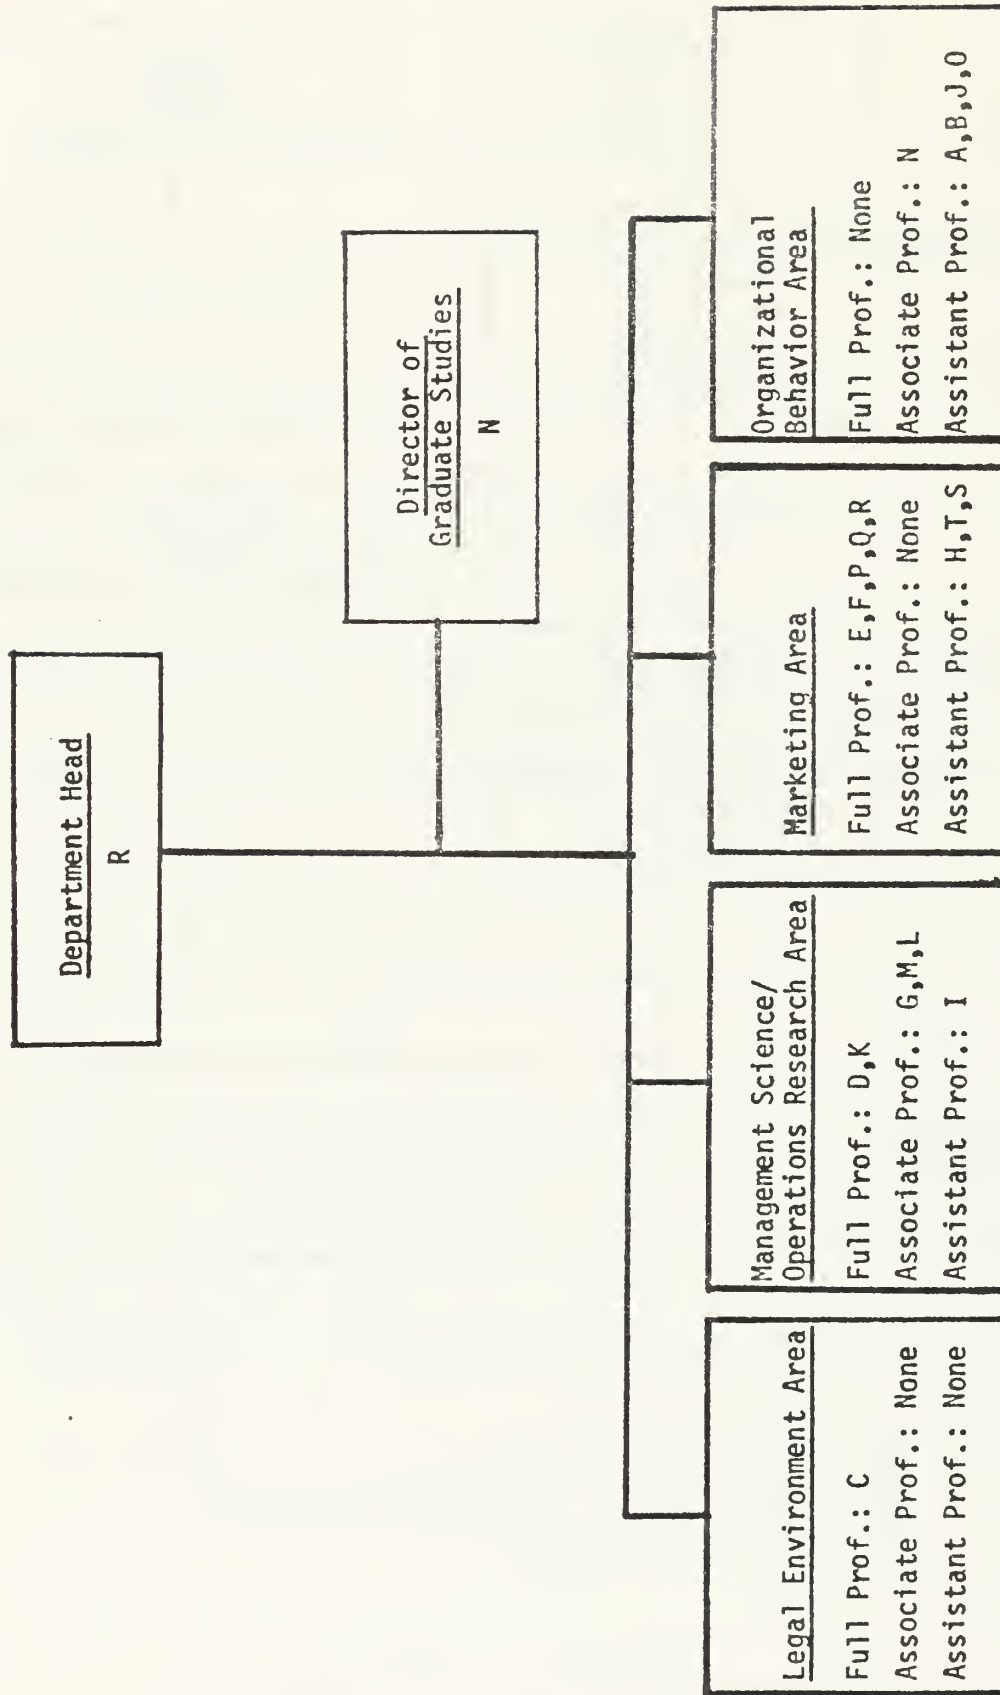 Department Head
R
Director of
Graduate Studies
N
Legal Environment Area
Full Prof.: C
Associate Prof.: None
Assistant Prof.: None
Management Science/
Operations Research Area
Full Prof.: D,K
Associate Prof.: G,M,L
Assistant Prof.: I
Marketing Area
Full Prof.: E,F,P,Q,R
Associate Prof.: None
Assistant Prof.: H,T,S
Organizational
Behavior Area
Full Prof.: None
Associate Prof.: N
Assistant Prof.: A,B,J,O